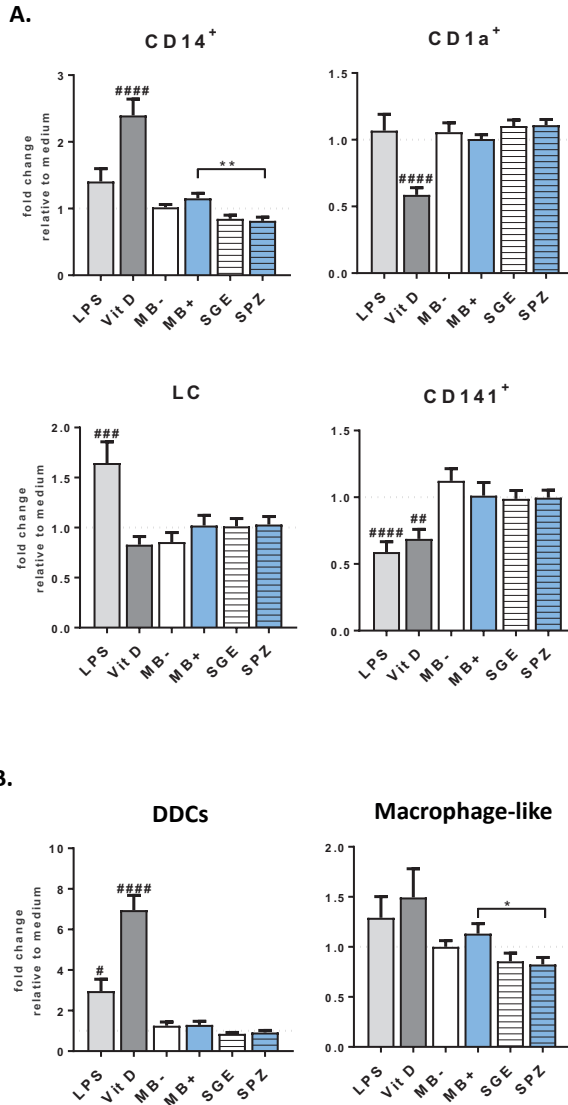 A.
CD14+
fold change
relative to medium
3
2
1
0
####
**
LPS
Vit D
MB-
MB+
SGE
SPZ
CD1a+
1.5
1.0
0.5
0.0
####
LPS
Vit D
MB-
MB+
SGE
SPZ
LC
fold change
relative to medium
2.0
1.5
1.0
0.5
0.0
###
LPS
Vit D
MB-
MB+
SGE
SPZ
CD141+
1.5
1.0
0.5
0.0
####
##
LPS
Vit D
MB-
MB+
SGE
SPZ
B.
DDCs
fold change
relative to medium
10
8
6
4
2
0
#
####
LPS
Vit D
MB-
MB+
SGE
SPZ
Macrophage-like
2.0
1.5
1.0
0.5
0.0
*
LPS
Vit D
MB-
MB+
SGE
SPZ